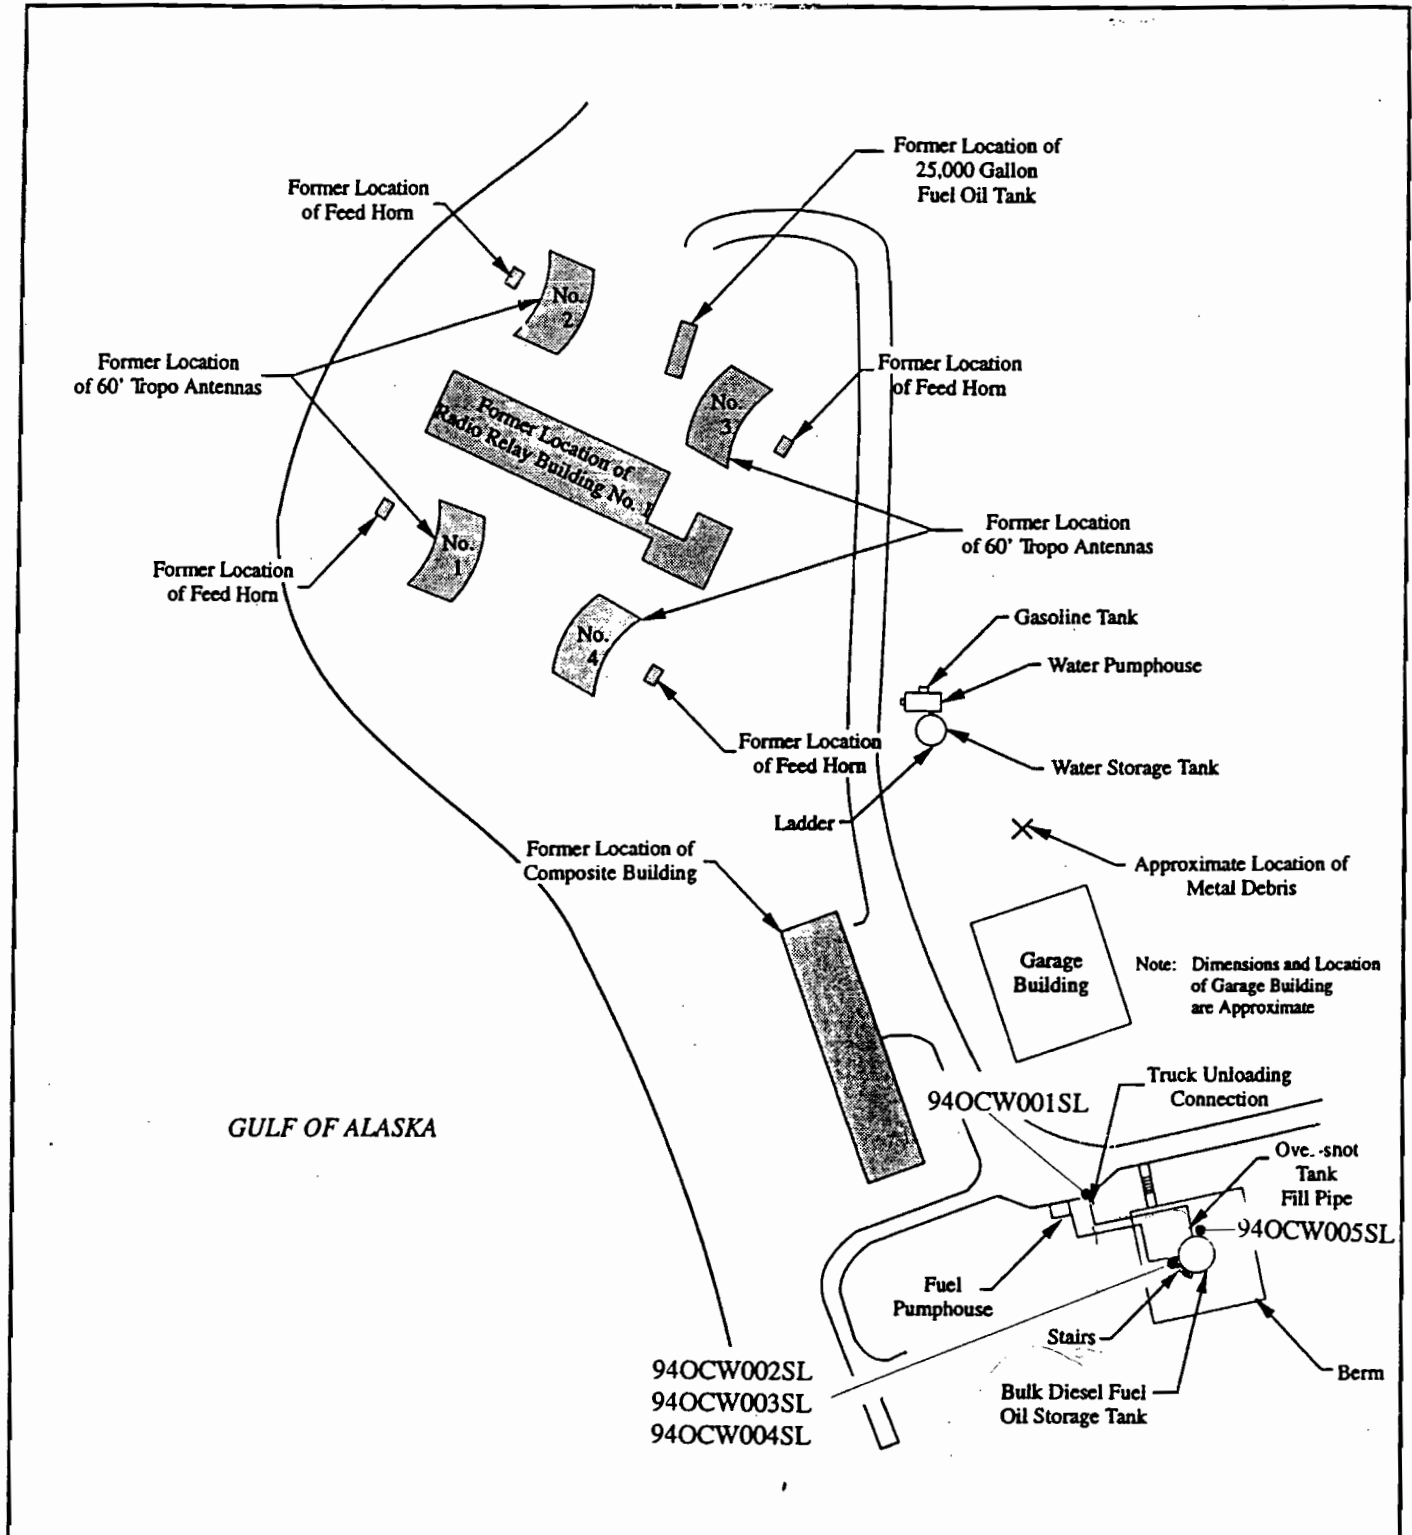 Former Location of
25,000 Gallon
Fuel Oil Tank
Former Location
of Feed Horn
No.
2
Former Location
of 60' Tropo Antennas
Former Location
of Feed Horn
No.
3
Former Location of
Radio Relay Building No. 1
Former Location
of 60' Tropo Antennas
No.
1
Former Location
of Feed Horn
Gasoline Tank
No.
4
Water Pumphouse
Former Location
of Feed Horn
Water Storage Tank
Ladder
Former Location of
Composite Building
Approximate Location of
Metal Debris
Garage
Building
Note: Dimensions and Location
of Garage Building
are Approximate
Truck Unloading
Connection
94OCW001SL
GULF OF ALASKA
Tank
Fill Pipe
94OCW005SL
Fuel
Pumphouse
Stairs
94OCW002SL
94OCW003SL
94OCW004SL
Bulk Diesel Fuel
Oil Storage Tank
Berm